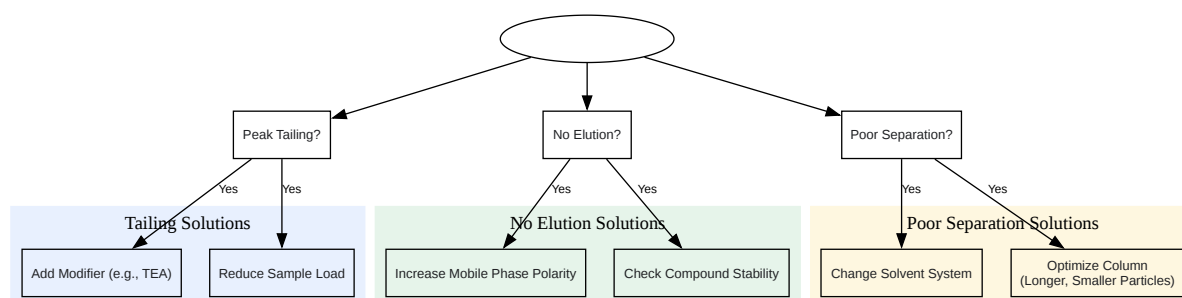 Peak Tailing?
No Elution?
Poor Separation?
Yes
Yes
Yes
Yes
Yes
Yes
Tailing Solutions
No Elution Solutions
Poor Separation Solutions
Add Modifier (e.g., TEA)
Reduce Sample Load
Increase Mobile Phase Polarity
Check Compound Stability
Change Solvent System
Optimize Column
(Longer, Smaller Particles)